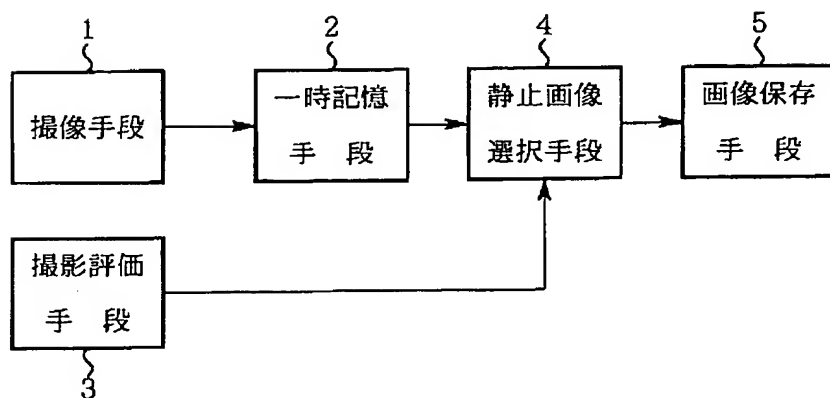 1
撮像手段
2
一時記憶
手 段
4
静止画像
選択手段
5
画像保存
手 段
撮影評価
手 段
3